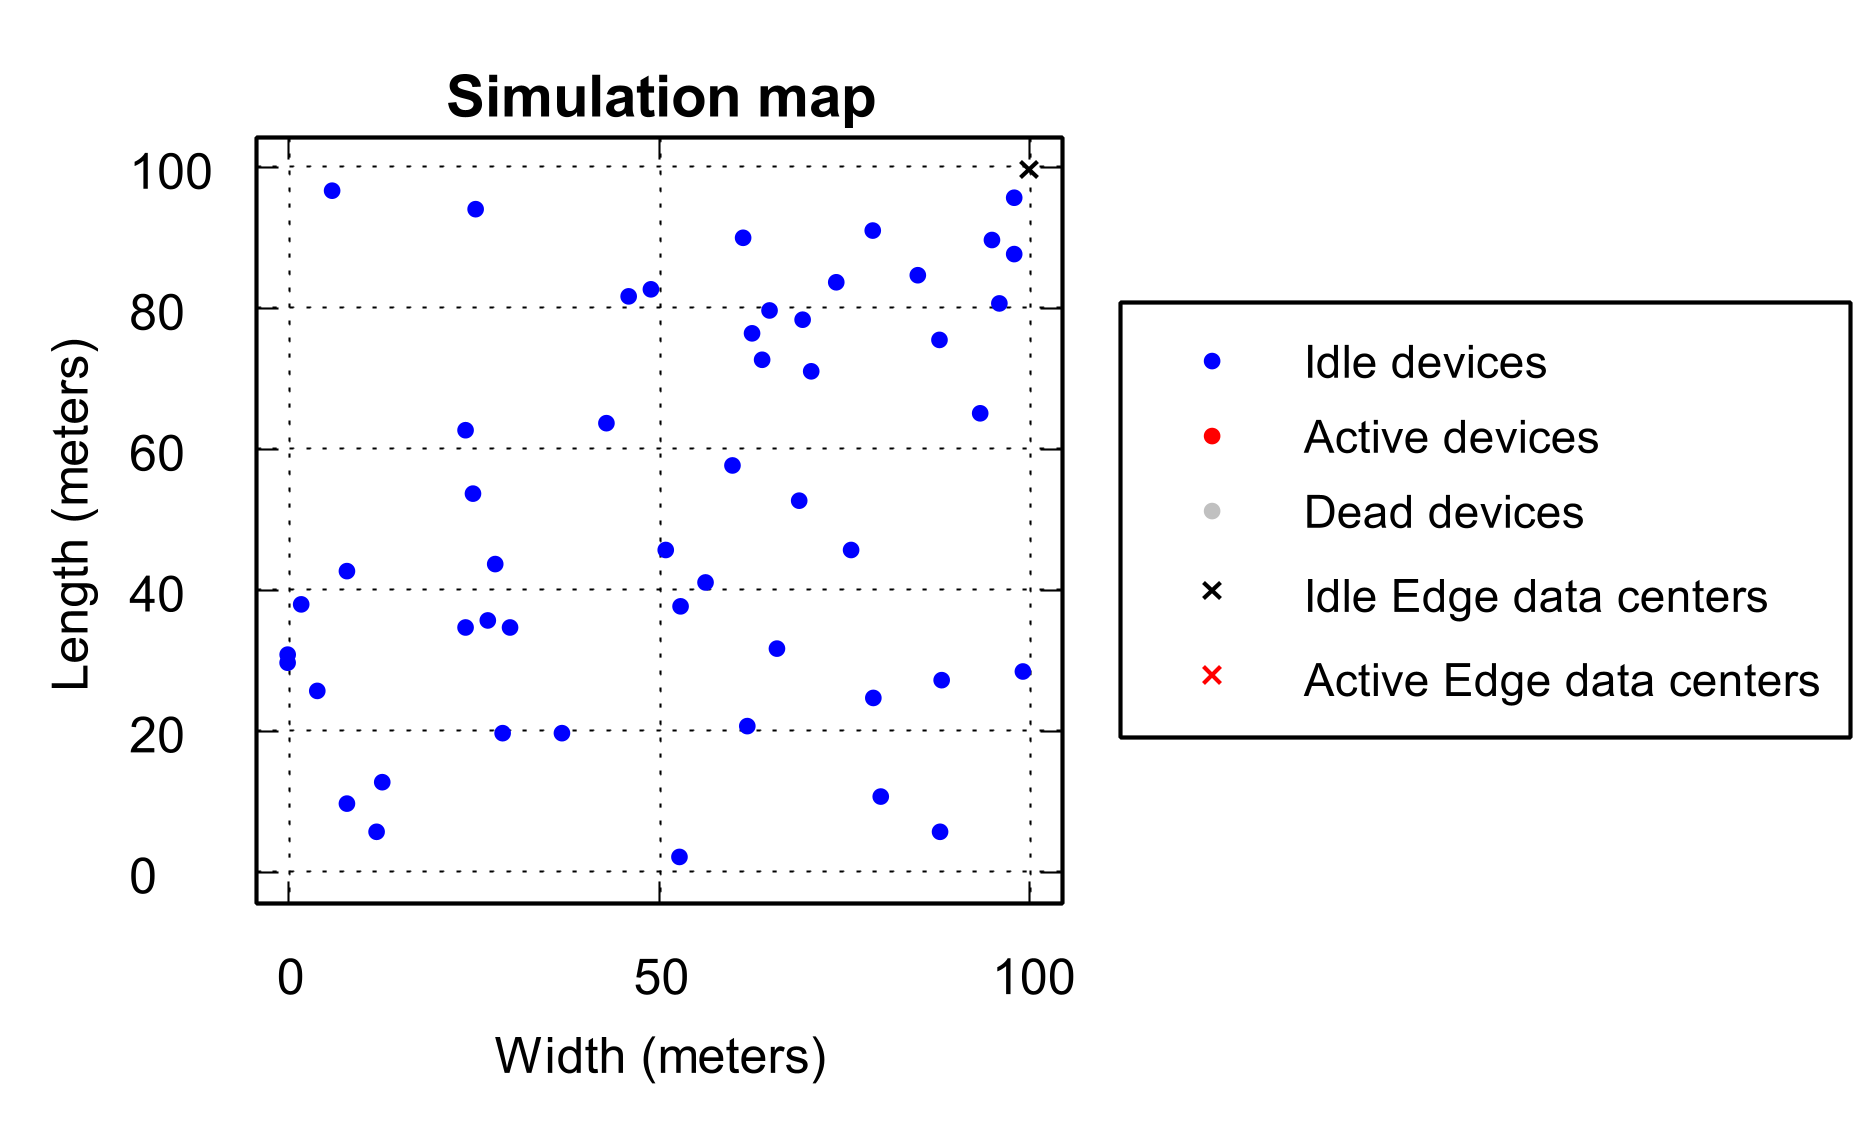 Simulation map
100
80
60
40
20
0
Length (meters)
0 50 100
Width (meters)
Idle devices
Active devices
Dead devices
Idle Edge data centers
Active Edge data centers